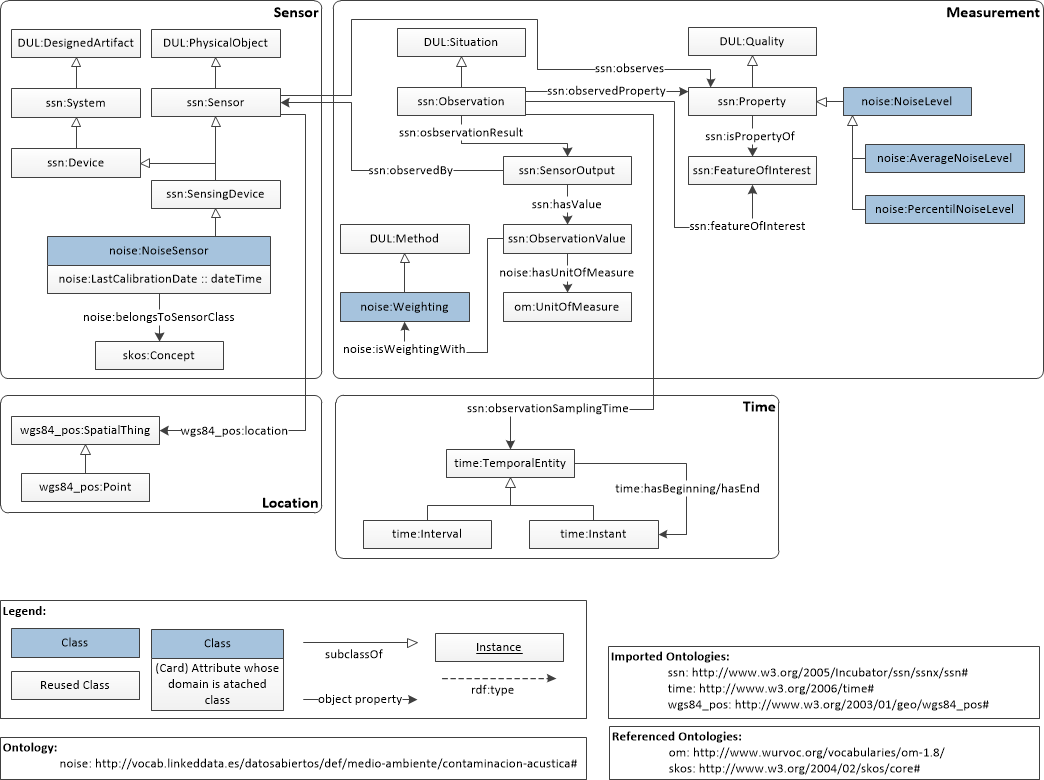 Sensor
DUL:DesignedArtifact
DUL:PhysicalObject
ssn:System
ssn:Sensor
ssn:Device
ssn:SensingDevice
noise:NoiseSensor
noise:LastCalibrationDate :: dateTime
noise:belongsToSensorClass
skos:Concept
Measurement
DUL:Situation
DUL:Quality
ssn:observes
ssn:observedProperty
ssn:Observation
ssn:Property
noise:NoiseLevel
ssn:osbservationResult
ssn:isPropertyOf
noise:AverageNoiseLevel
ssn:observedBy
ssn:SensorOutput
ssn:FeatureOfInterest
ssn:hasValue
noise:PercentilNoiseLevel
ssn:featureOfInterest
DUL:Method
ssn:ObservationValue
noise:hasUnitOfMeasure
noise:Weighting
om:UnitOfMeasure
noise:isWeightingWith
wgs84_pos:SpatialThing
wgs84_pos:location
wgs84_pos:Point
Location
Time
ssn:observationSamplingTime
time:TemporalEntity
time:hasBeginning/hasEnd
time:Interval
time:Instant
Legend:
Class
Reused Class
Class
(Card) Attribute whose
domain is atached
class
subclassOf
object property
Instance
rdf:type
Ontology:
noise: http://vocab.linkeddata.es/datosabiertos/def/medio-ambiente/contaminacion-acustica#
Imported Ontologies:
ssn: http://www.w3.org/2005/Incubator/ssn/ssnx/ssn#
time: http://www.w3.org/2006/time#
wgs84_pos: http://www.w3.org/2003/01/geo/wgs84_pos#
Referenced Ontologies:
om: http://www.wurvoc.org/vocabularies/om-1.8/
skos: http://www.w3.org/2004/02/skos/core#